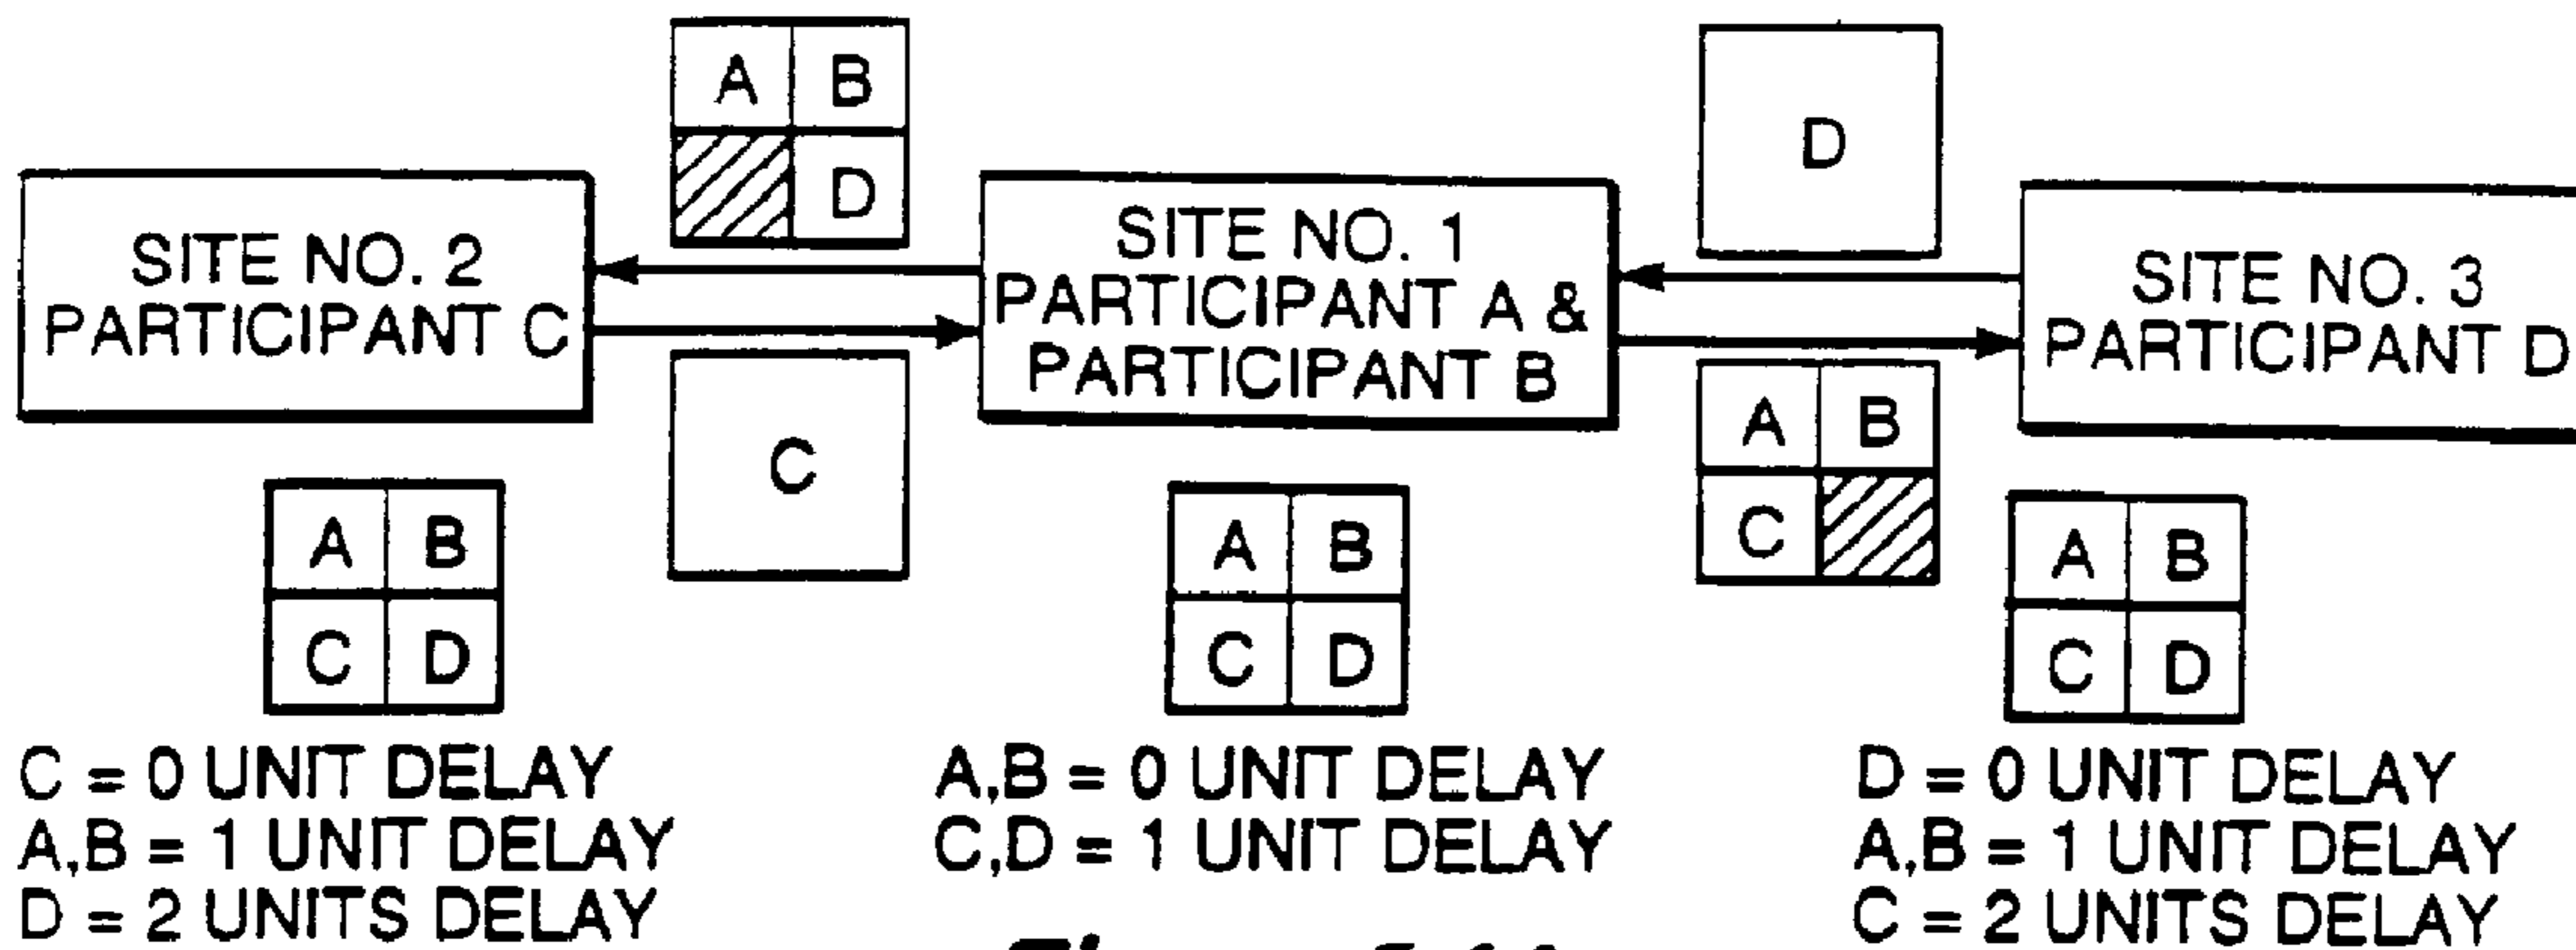 A B
D
D
SITE NO. 2
PARTICIPANT C
SITE NO. 1
PARTICIPANT A &
PARTICIPANT B
SITE NO. 3
PARTICIPANT D
C
A B
C
A B
C D
A B
C D
A B
C D
C = 0 UNIT DELAY
A,B = 1 UNIT DELAY
D = 2 UNITS DELAY
A,B = 0 UNIT DELAY
C,D = 1 UNIT DELAY
D = 0 UNIT DELAY
A,B = 1 UNIT DELAY
C = 2 UNITS DELAY